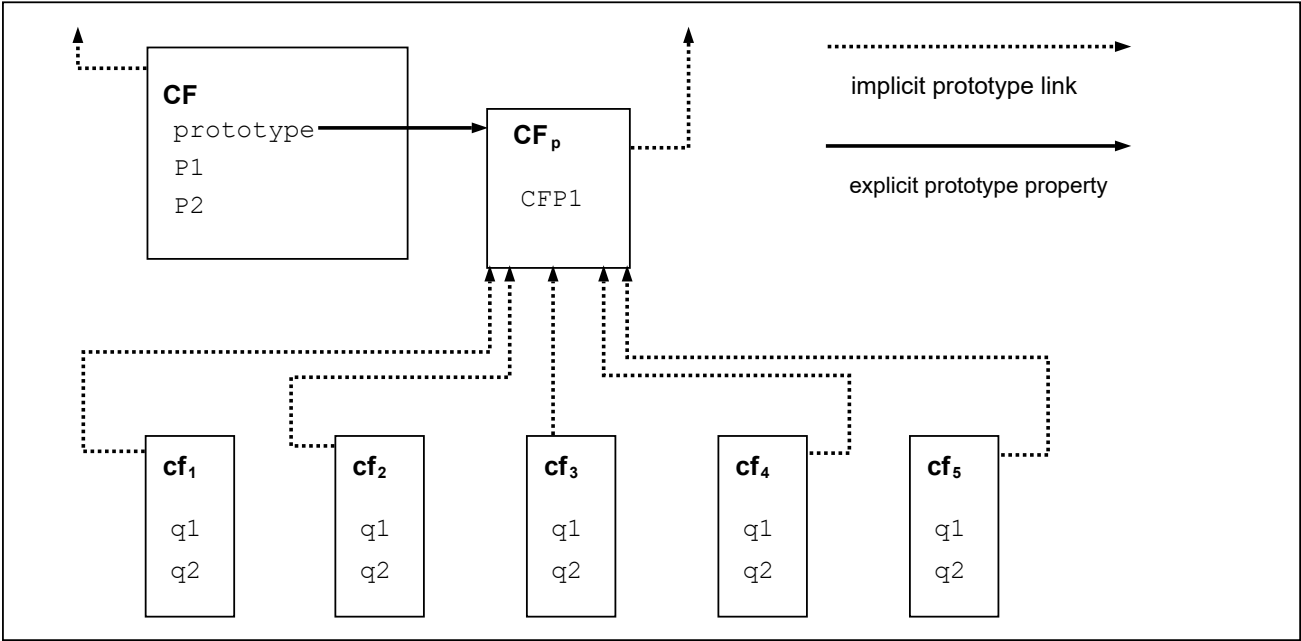 CF
prototype
P1
P2
CFp
CFP1
implicit prototype link
explicit prototype property
cf1
q1
q2
cf2
q1
q2
cf3
q1
q2
cf4
q1
q2
cf5
q1
q2